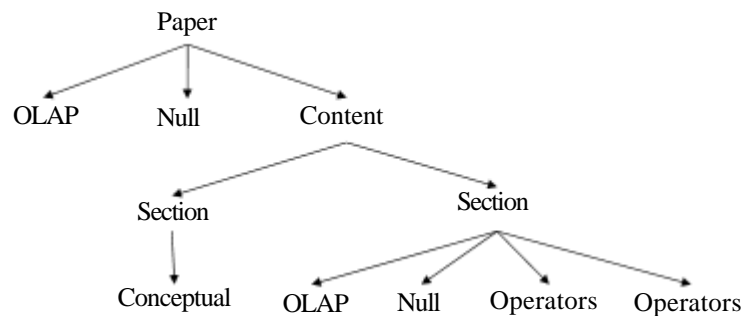 Paper
OLAP Null Content
Section Section
Conceptual OLAP Null Operators Operators